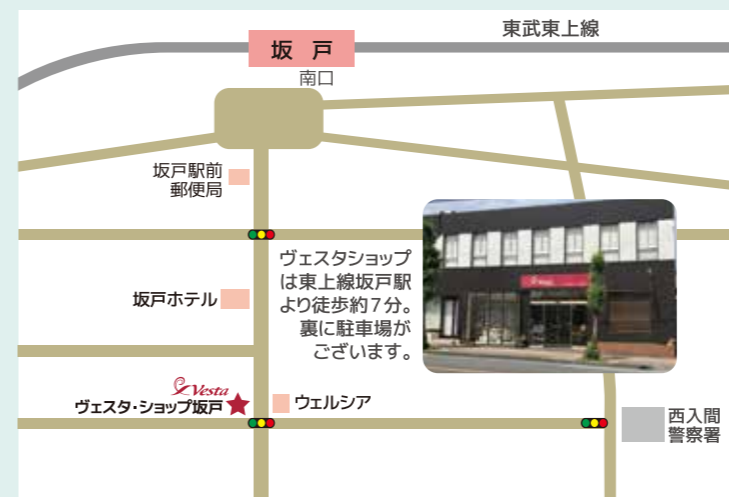 東武東上線
坂 戸
南口
坂戸駅前
郵便局
ヴェスタショップ
は東上線坂戸駅
より徒歩約7分。
裏に駐車場が
ございます。
坂戸ホテル
Vesta
ヴェスタ・ショップ坂戸
ウェルシア
西入間
警察署